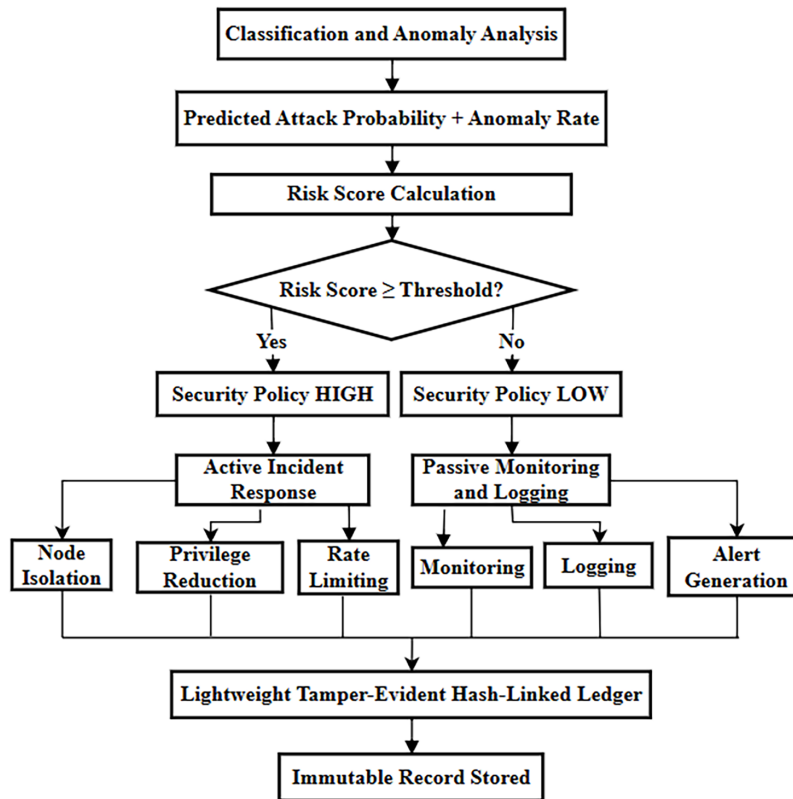 Classification and Anomaly Analysis
Predicted Attack Probability + Anomaly Rate
Risk Score Calculation
Risk Score ≥ Threshold?
Yes
No
Security Policy HIGH
Security Policy LOW
Active Incident
Response
Passive Monitoring
and Logging
Node
Isolation
Privilege
Reduction
Rate
Limiting
Monitoring
Logging
Alert
Generation
Lightweight Tamper-Evident Hash-Linked Ledger
Immutable Record Stored